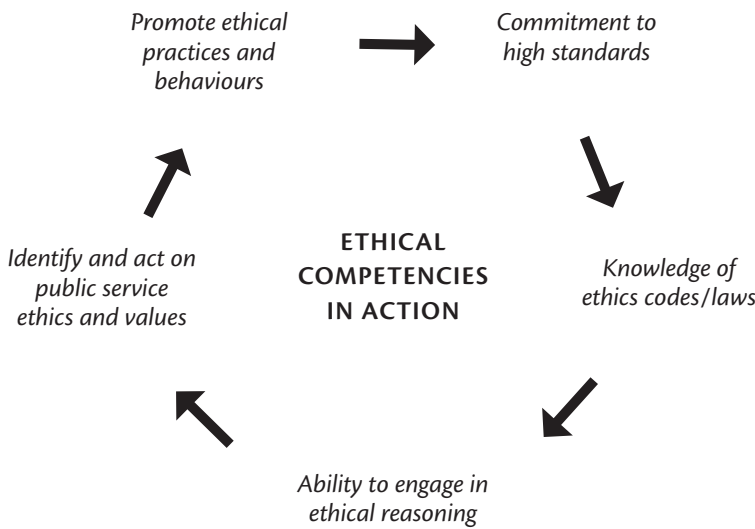 Promote ethical
practices and
behaviours
Commitment to
high standards
Identify and act on
public service
ethics and values
ETHICAL
COMPETENCIES
IN ACTION
Knowledge of
ethics codes/laws
Ability to engage in
ethical reasoning